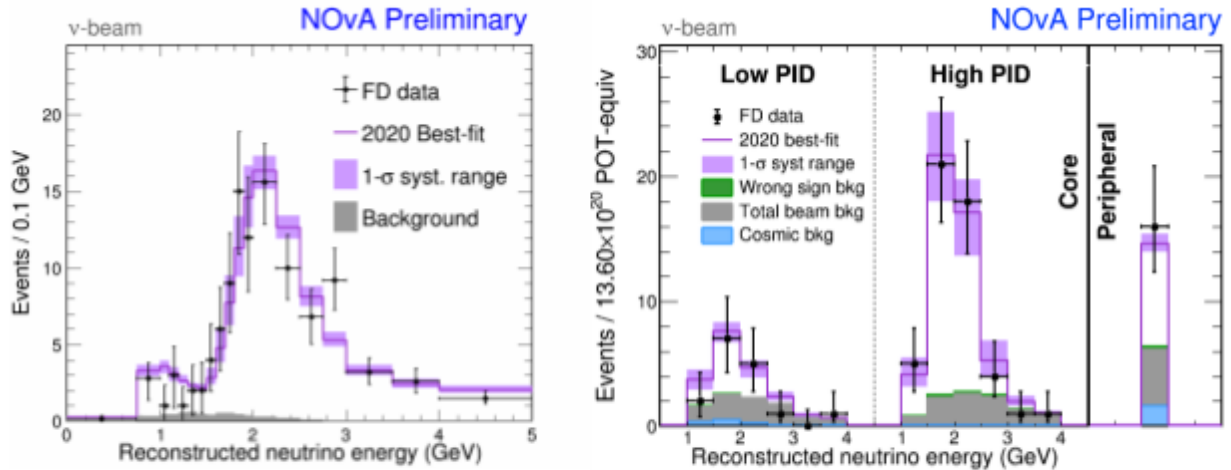 ν-beam
NOvA Preliminary
Events / 0.1 GeV
20
15
10
5
0
FD data
2020 Best-fit
1-σ syst. range
Background
0 1 2 3 4 5
Reconstructed neutrino energy (GeV)
ν-beam
NOvA Preliminary
Events / 13.60×10²⁰ POT-equiv
30
20
10
0
Low PID
High PID
FD data
2020 best-fit
1-σ syst range
Wrong sign bkg
Total beam bkg
Cosmic bkg
Core
Peripheral
1 2 3 4 1 2 3 4
Reconstructed neutrino energy (GeV)